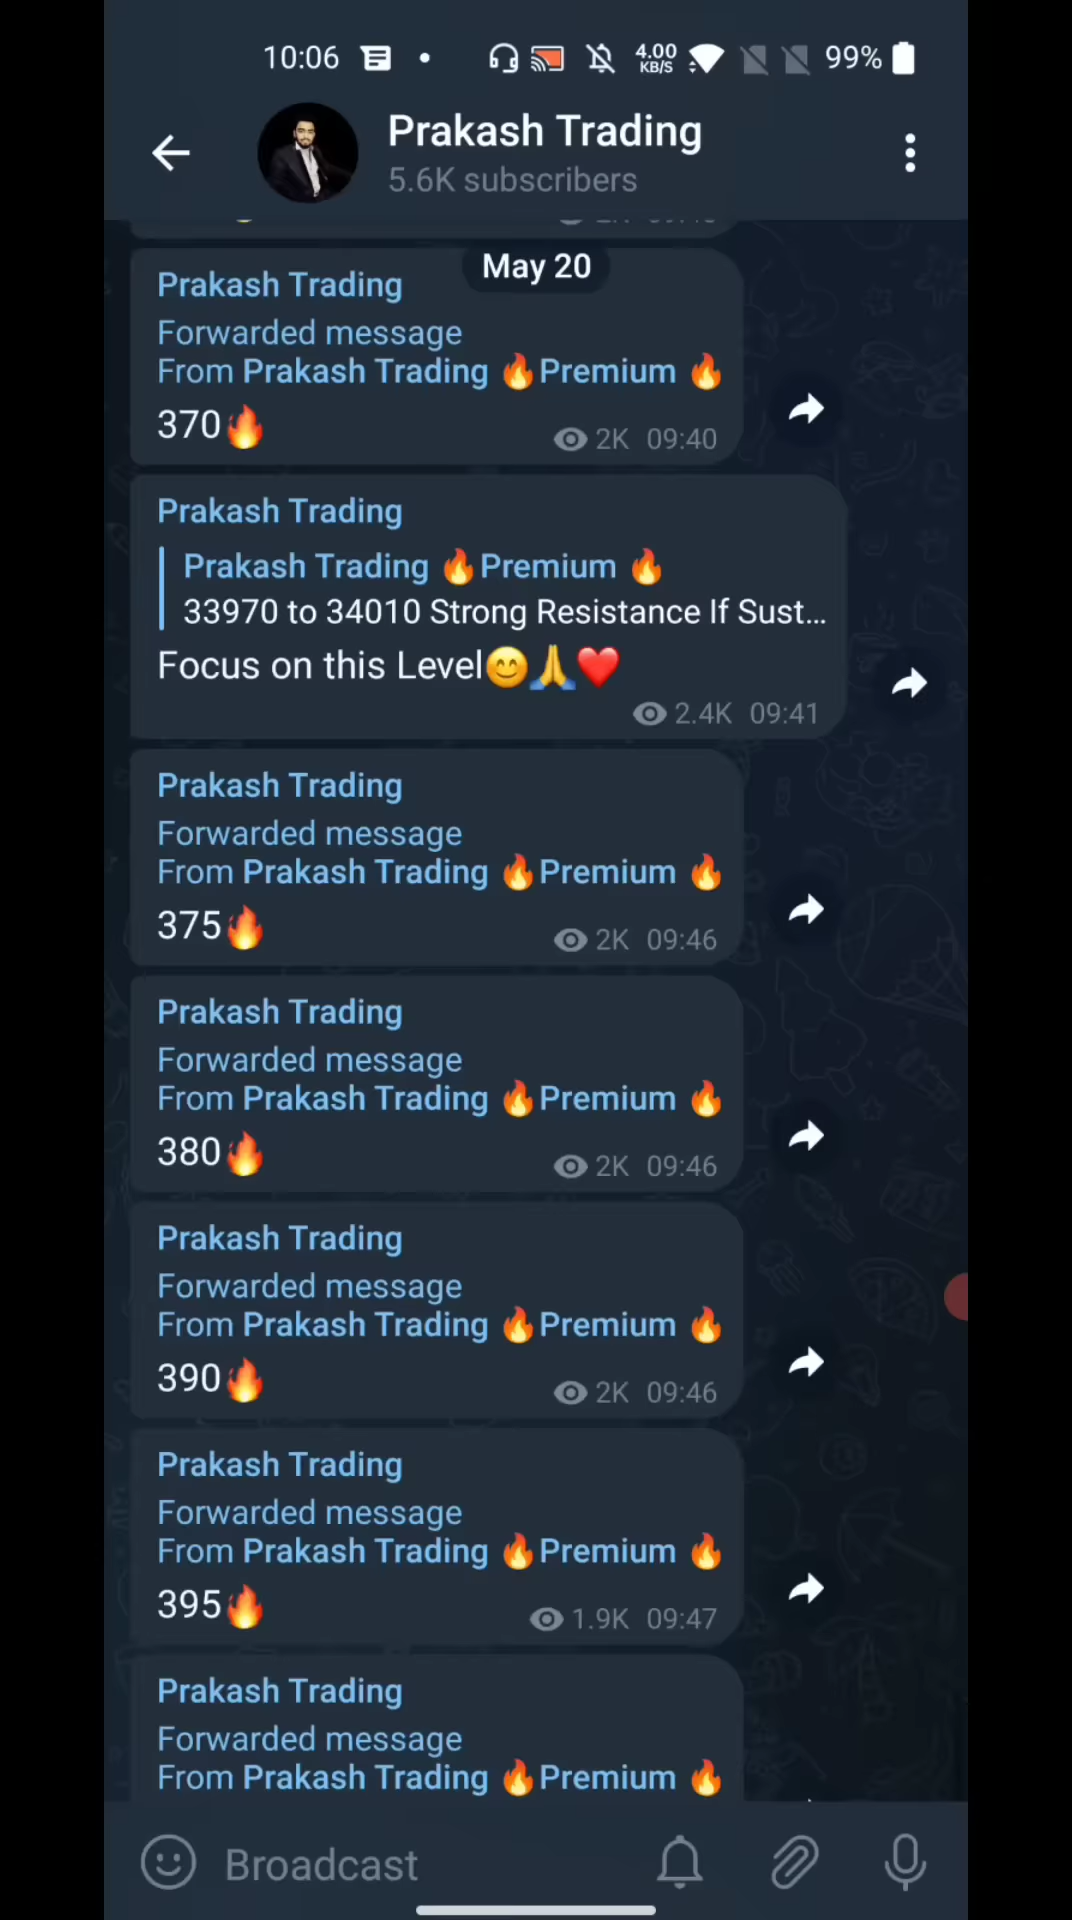 10:06
4.00
KB/S
99%
Prakash Trading
5.6K subscribers
May 20
Prakash Trading
Forwarded message
From Prakash Trading 🔥Premium 🔥
370🔥
2K 09:40
Prakash Trading
Prakash Trading 🔥Premium 🔥
33970 to 34010 Strong Resistance If Sust...
Focus on this Level😊🙏❤️
2.4K 09:41
Prakash Trading
Forwarded message
From Prakash Trading 🔥Premium 🔥
375🔥
2K 09:46
Prakash Trading
Forwarded message
From Prakash Trading 🔥Premium 🔥
380🔥
2K 09:46
Prakash Trading
Forwarded message
From Prakash Trading 🔥Premium 🔥
390🔥
2K 09:46
Prakash Trading
Forwarded message
From Prakash Trading 🔥Premium 🔥
395🔥
1.9K 09:47
Prakash Trading
Forwarded message
From Prakash Trading 🔥Premium 🔥
Broadcast